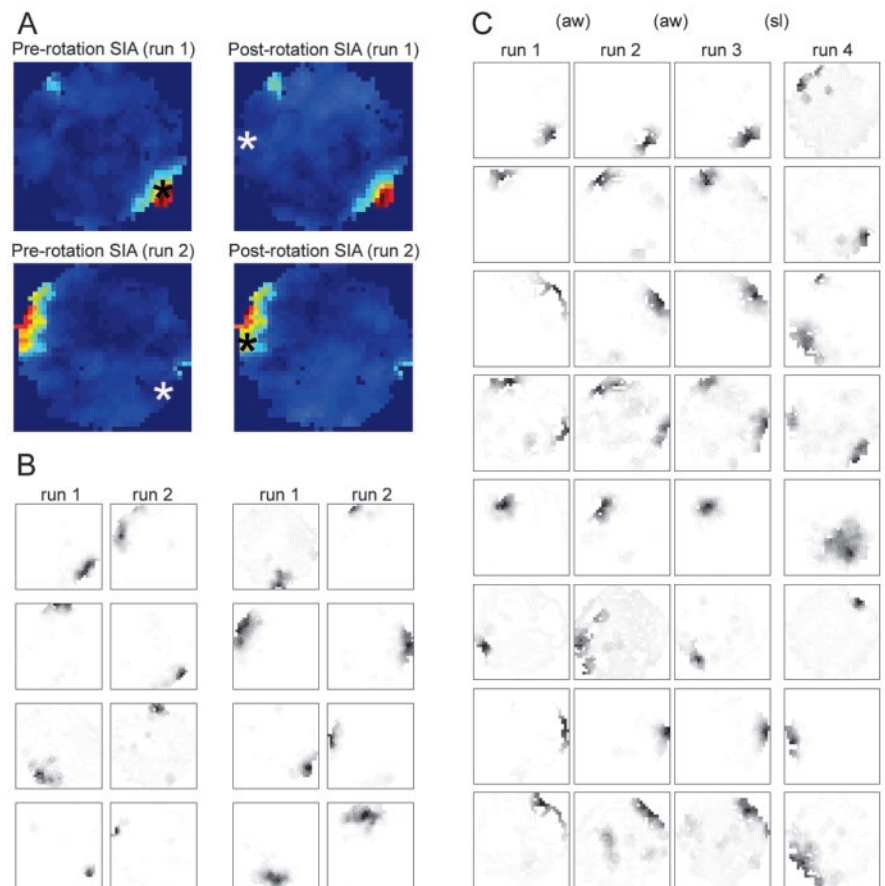 A
Pre-rotation SIA (run 1)
Post-rotation SIA (run 1)
*
*
Pre-rotation SIA (run 2)
Post-rotation SIA (run 2)
*
*
B
run 1
run 2
run 1
run 2
C
(aw)
(aw)
(sl)
run 1
run 2
run 3
run 4